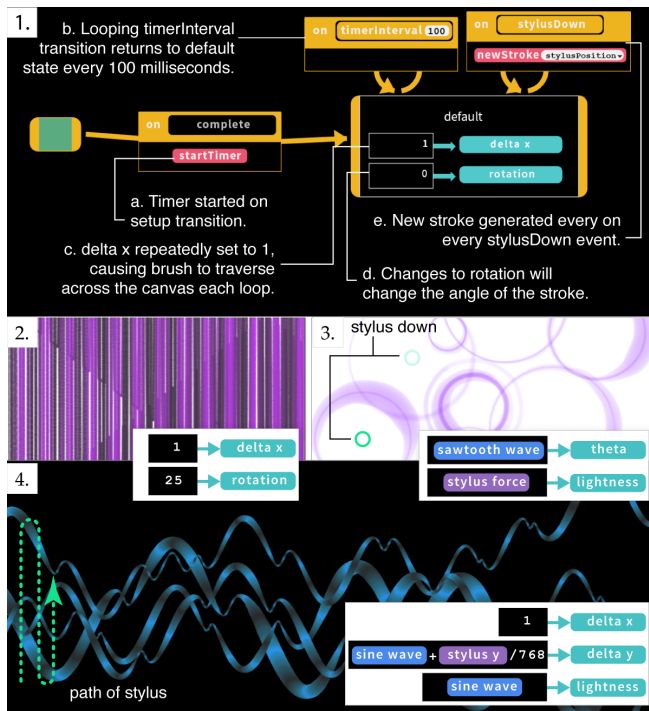 1.
b. Looping timerInterval
transition returns to default
state every 100 milliseconds.
on timerInterval 100
on stylusDown
newStroke stylusPosition
on complete
startTimer
default
1 delta x
0 rotation
a. Timer started on
setup transition.
c. delta x repeatedly set to 1,
causing brush to traverse
across the canvas each loop.
e. New stroke generated every on
every stylusDown event.
d. Changes to rotation will
change the angle of the stroke.
2.
1 delta x
25 rotation
3.
stylus down
sawtooth wave theta
stylus force lightness
4.
path of stylus
1 delta x
sine wave + stylus y /768 delta y
sine wave lightness